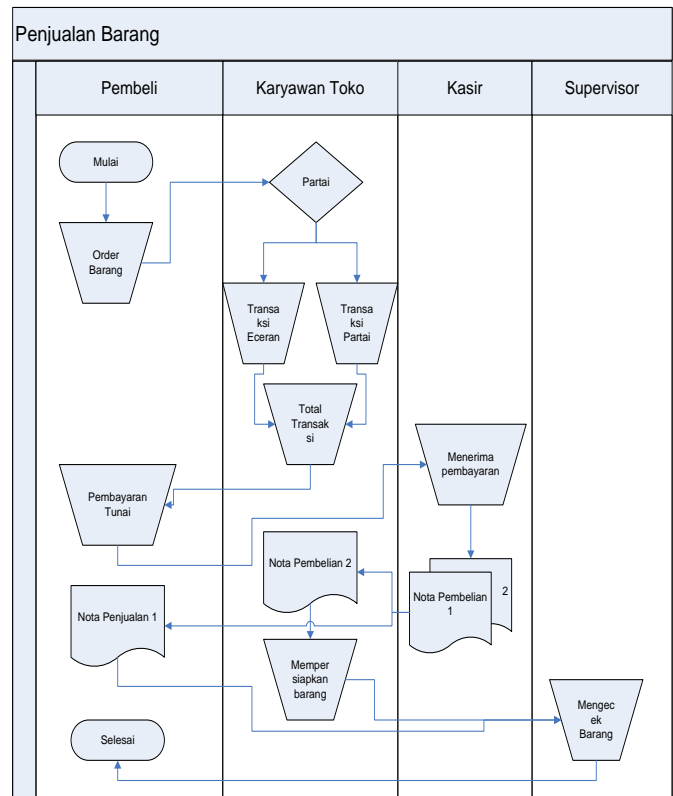 Penjualan Barang
Pembeli
Karyawan Toko
Kasir
Supervisor
Mulai
Partai
Order
Barang
Transa
ksi
Eceran
Transa
ksi
Partai
Total
Transak
si
Menerima
pembayaran
Pembayaran
Tunai
Nota Pembelian 2
Nota Pembelian
1
2
Nota Penjualan 1
Memper
siapkan
barang
Mengec
ek
Barang
Selesai